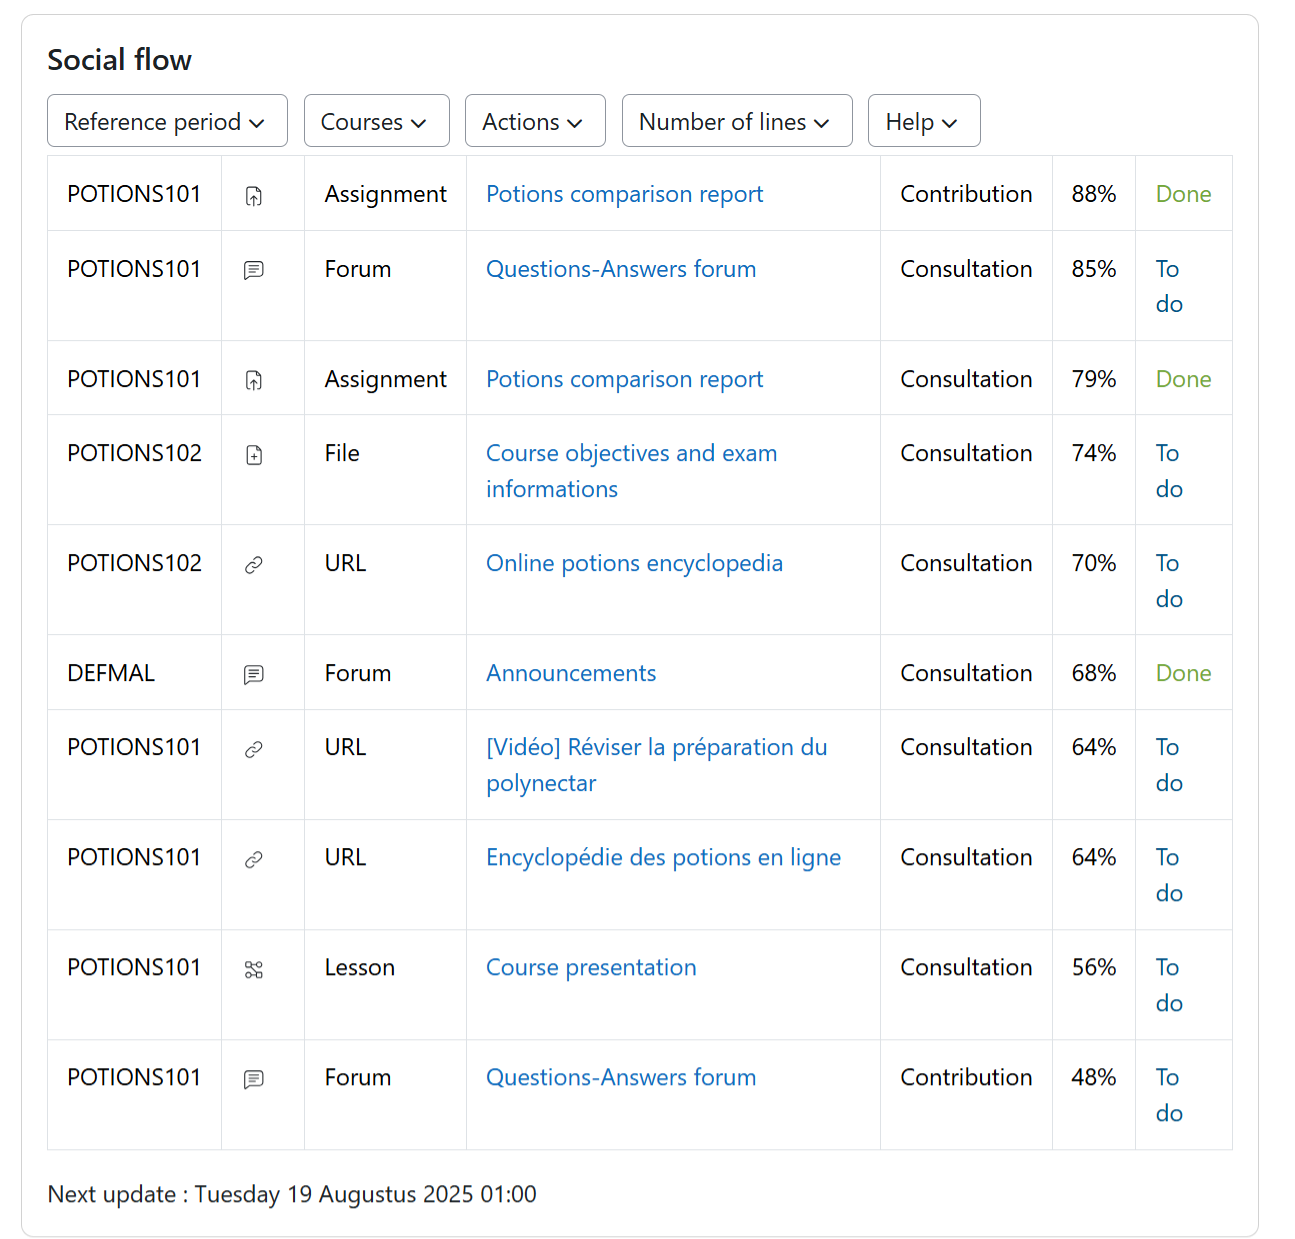 Social flow
Reference period Courses Actions Number of lines Help
POTIONS101 Assignment Potions comparison report Contribution 88% Done
POTIONS101 Forum Questions-Answers forum Consultation 85% To
do
POTIONS101 Assignment Potions comparison report Consultation 79% Done
POTIONS102 File Course objectives and exam Consultation 74% To
informations do
POTIONS102 URL Online potions encyclopedia Consultation 70% To
do
DEFMAL Forum Announcements Consultation 68% Done
POTIONS101 URL [Vidéo] Réviser la préparation du Consultation 64% To
polynectar do
POTIONS101 URL Encyclopédie des potions en ligne Consultation 64% To
do
POTIONS101 Lesson Course presentation Consultation 56% To
do
POTIONS101 Forum Questions-Answers forum Contribution 48% To
do
Next update : Tuesday 19 Augustus 2025 01:00